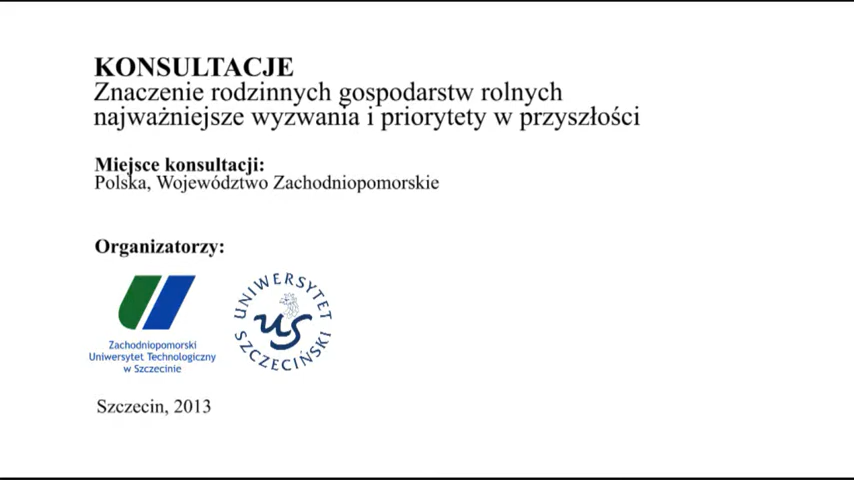 KONSULTACJE
Znaczenie rodzinnych gospodarstw rolnych
najważniejsze wyzwania i priorytety w przyszłości
Miejsce konsultacji:
Polska, Województwo Zachodniopomorskie
Organizatorzy:
Zachodniopomorski
Uniwersytet Technologiczny
w Szczecinie
UNIWERSYTET
SZCZECIŃSKI
us
Szczecin, 2013